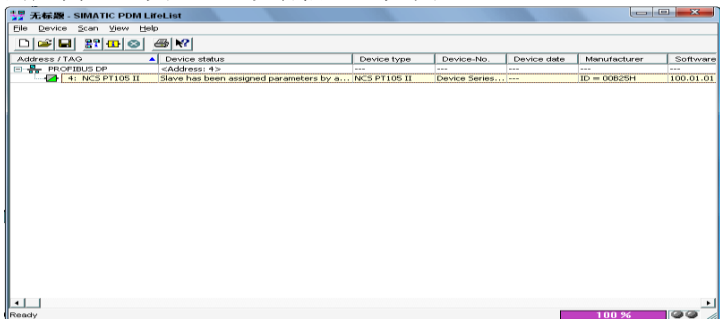 无标题 - SIMATIC PDM LifeList
File Device Scan View Help
Address / TAG Device status Device type Device-No. Device date Manufacturer Software
PROFIBUS DP <Address: 4> --- --- --- --- ---
4: NCS PT105 II Slave has been assigned parameters by a... NCS PT105 II Device Series... --- ID = 00B25H 100.01.01
Ready 100 %